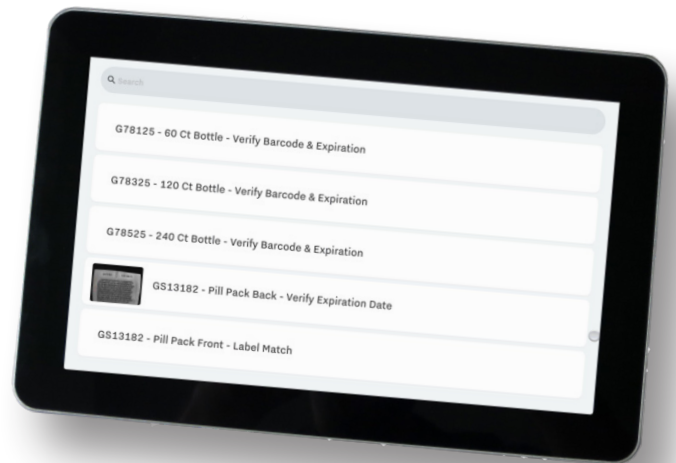 Search
G78125 - 60 Ct Bottle - Verify Barcode & Expiration
G78325 - 120 Ct Bottle - Verify Barcode & Expiration
G78525 - 240 Ct Bottle - Verify Barcode & Expiration
GS13182 - Pill Pack Back - Verify Expiration Date
GS13182 - Pill Pack Front - Label Match